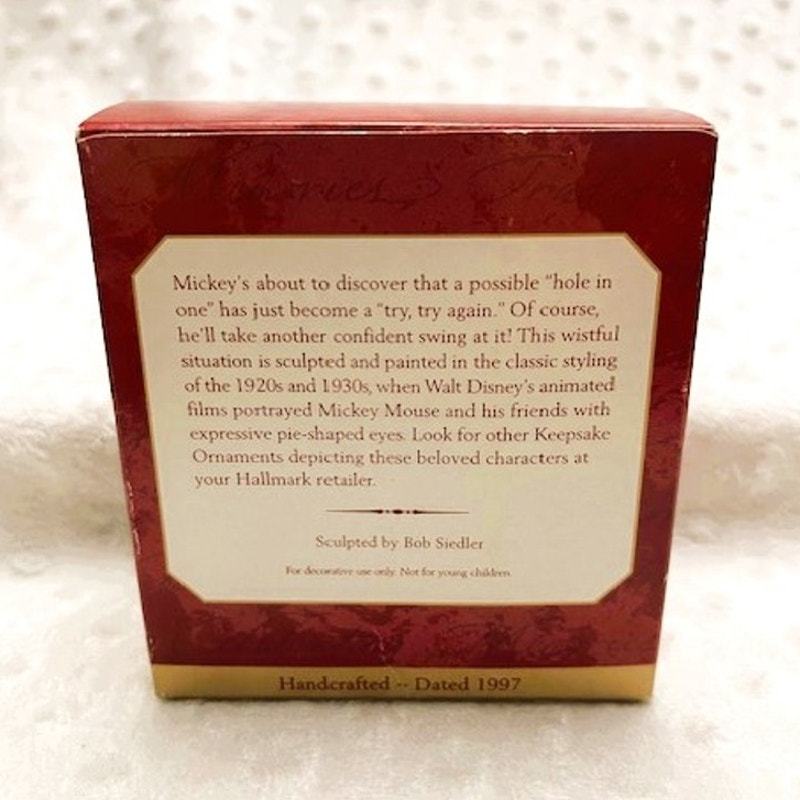 Memories
Mickey's about to discover that a possible "hole in
one" has just become a "try, try again." Of course,
he'll take another confident swing at it! This wistful
situation is sculpted and painted in the classic styling
of the 1920s and 1930s, when Walt Disney's animated
films portrayed Mickey Mouse and his friends with
expressive pie-shaped eyes. Look for other Keepsake
Ornaments depicting these beloved characters at
your Hallmark retailer.
Sculpted by Bob Siedler
For decorative use only. Not for young children.
Handcrafted -- Dated 1997